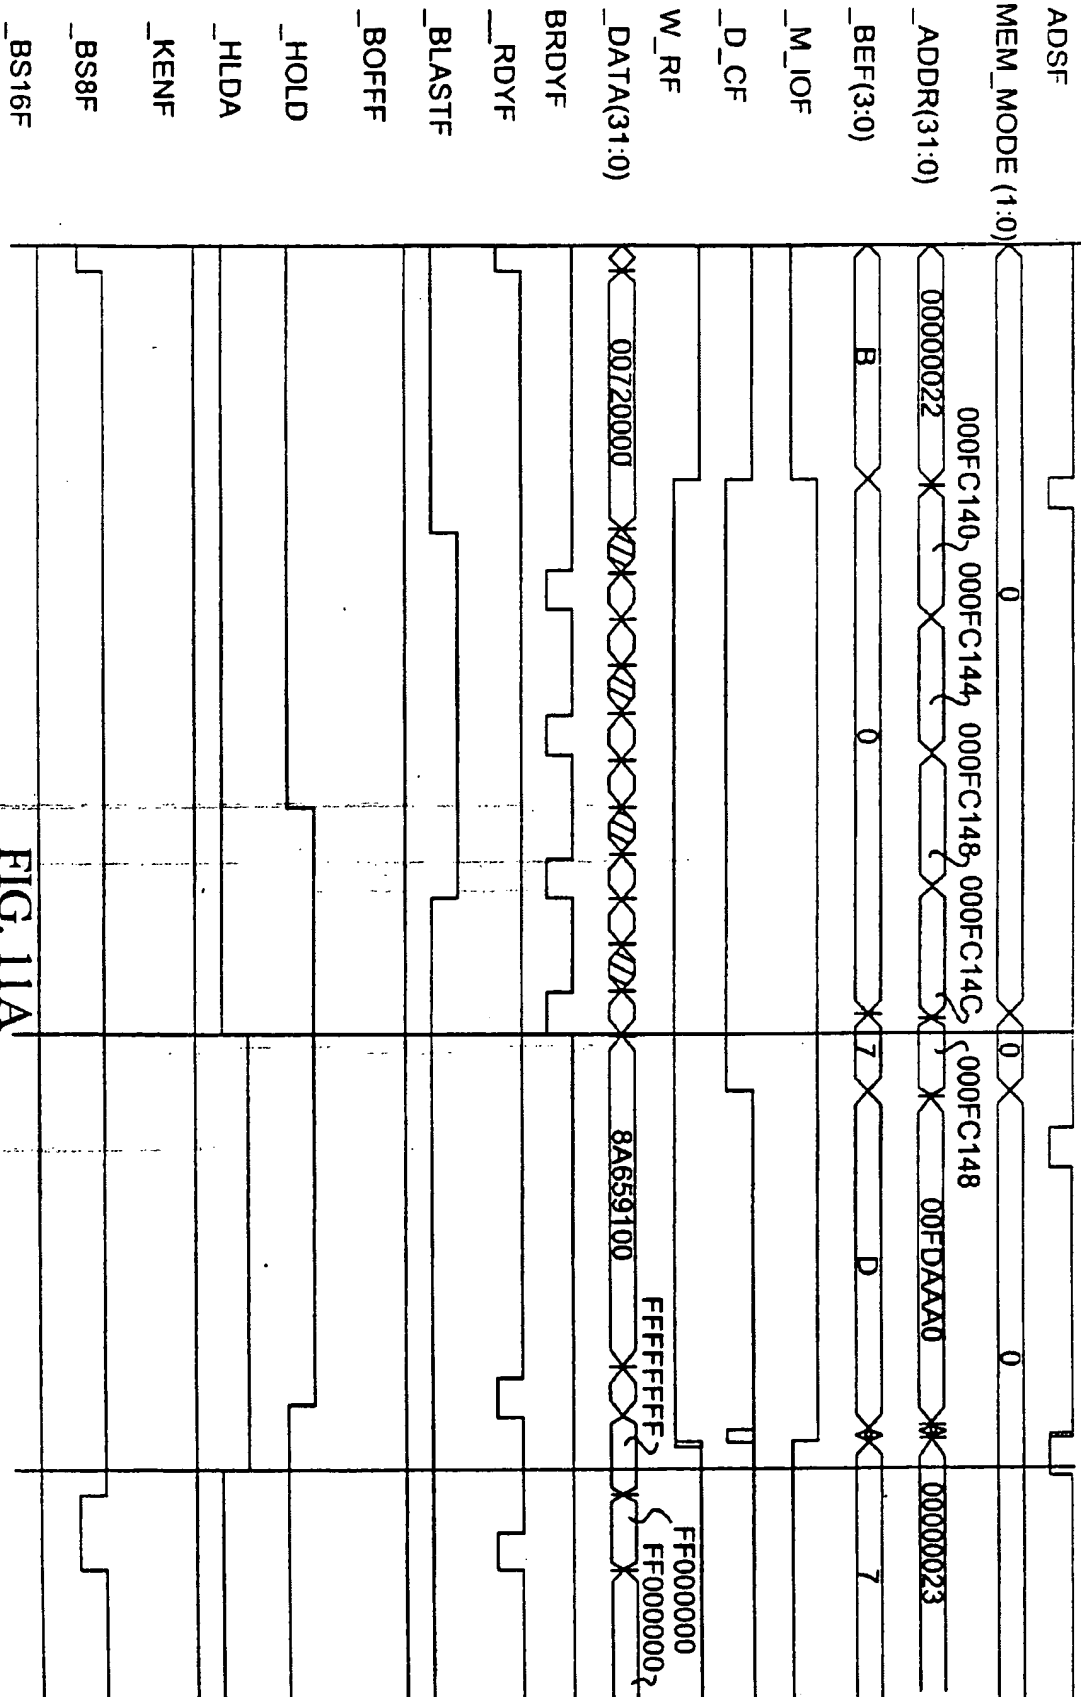 ADSF
MEM_MODE (1:0)
0
0
0
000FC140
000FC144
000FC148
000FC14C
000FC148
_ADDR(31:0)
00000022
00FDAAA0
00000023
_BEF(3:0)
B
0
7
D
A
7
_M_IOF
_D_CF
W_RF
FF000000
FFFFFFFF
FF000000
_DATA(31:0)
00720000
8A659100
BRDYF
_RDYF
_BLASTF
_BOFFF
_HOLD
_HLDA
_KENF
_BS8F
_BS16F
FIG. 11A